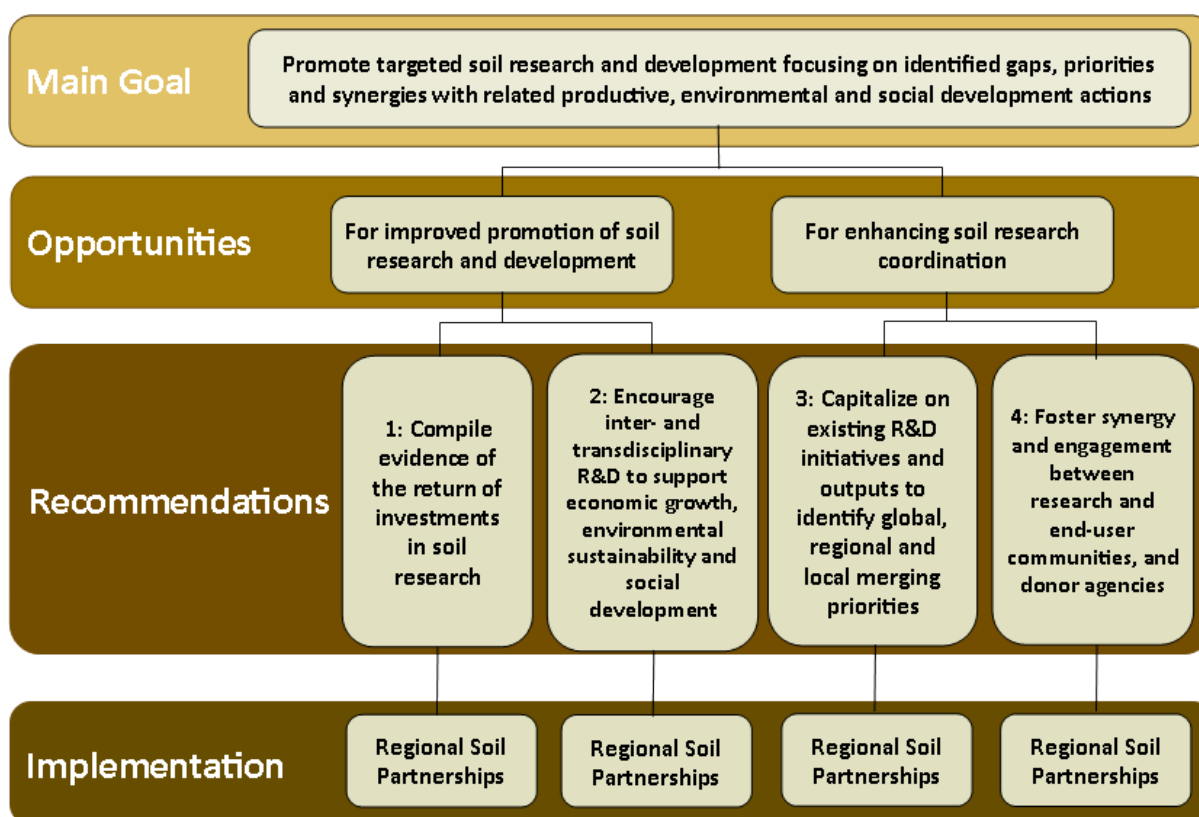 Main Goal
Promote targeted soil research and development focusing on identified gaps, priorities
and synergies with related productive, environmental and social development actions
Opportunities
For improved promotion of soil
research and development
For enhancing soil research
coordination
Recommendations
1: Compile
evidence of
the return of
investments
in soil
research
2: Encourage
inter- and
transdisciplinary
R&D to support
economic growth,
environmental
sustainability and
social
development
3: Capitalize on
existing R&D
initiatives and
outputs to
identify global,
regional and
local merging
priorities
4: Foster synergy
and engagement
between
research and
end-user
communities, and
donor agencies
Implementation
Regional Soil
Partnerships
Regional Soil
Partnerships
Regional Soil
Partnerships
Regional Soil
Partnerships